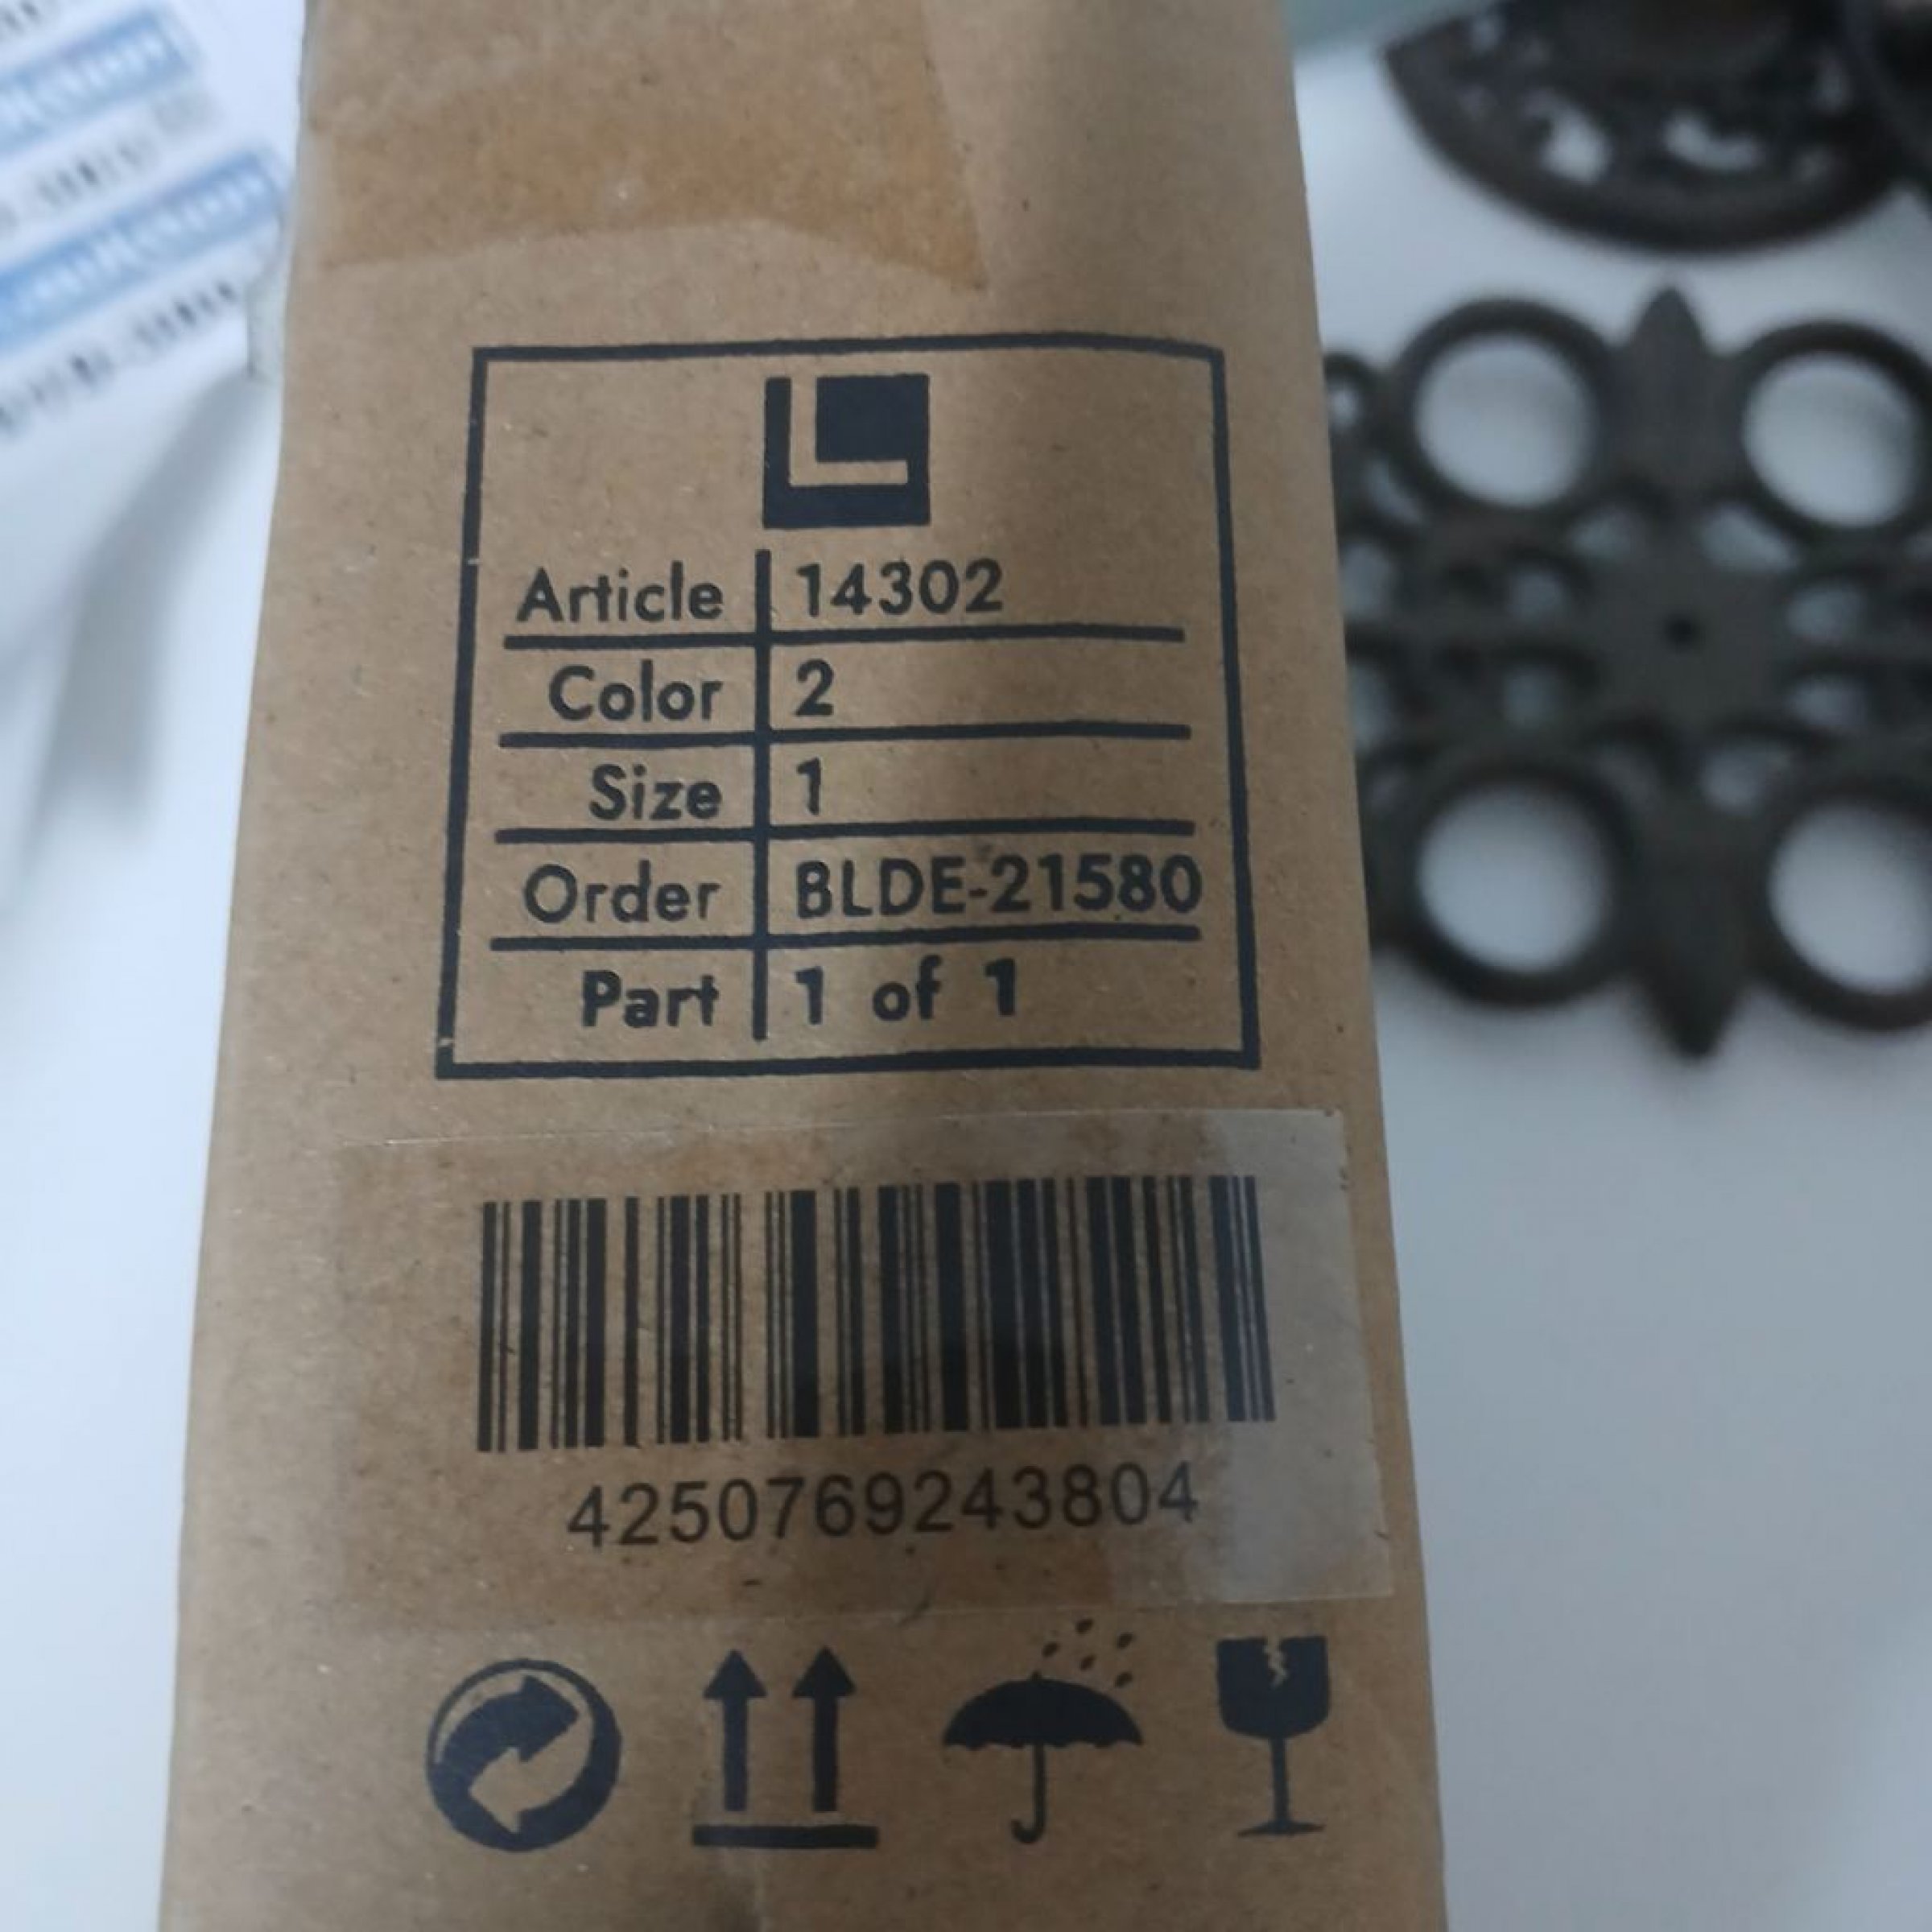 Article 14302
Color 2
Size 1
Order BLDE-21580
Part 1 of 1
4250769243804